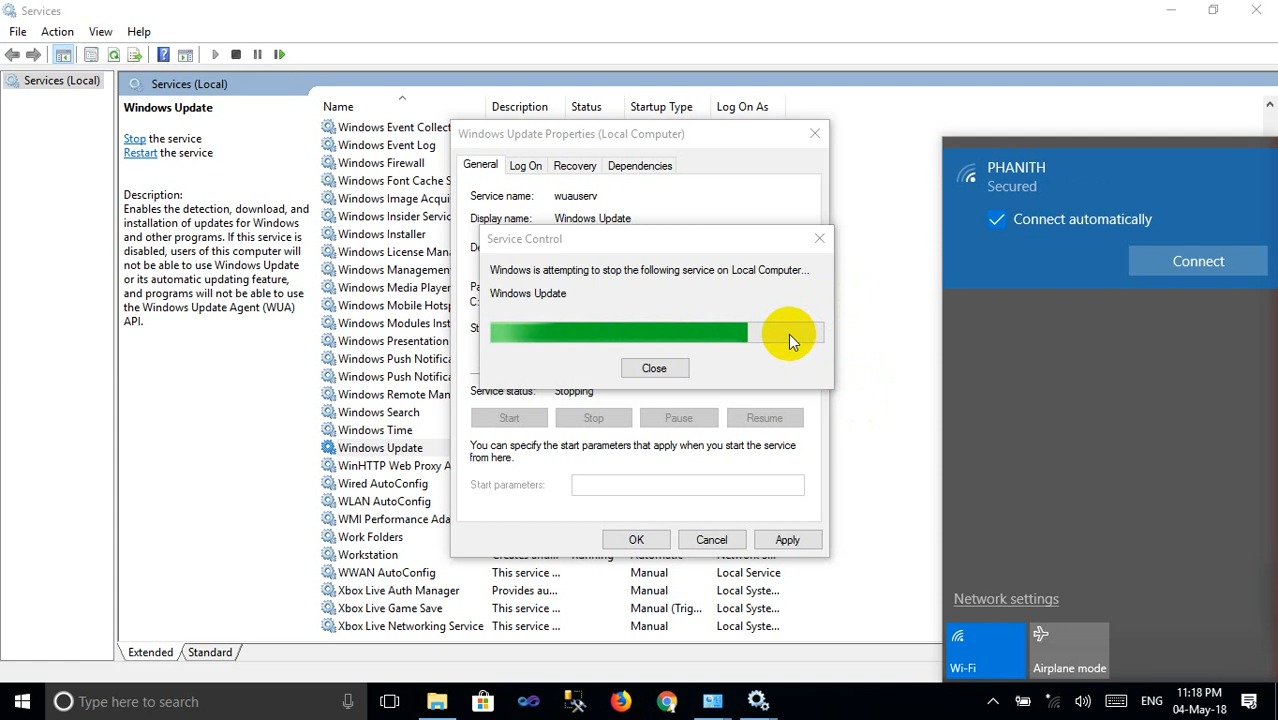 Services
File Action View Help
Services (Local)
Services (Local)
Windows Update
Stop the service
Restart the service
Description:
Enables the detection, download, and
installation of updates for Windows
and other programs. If this service is
disabled, users of this computer will
not be able to use Windows Update
or its automatic updating feature,
and programs will not be able to use
the Windows Update Agent (WUA)
API.
Name Description Status Startup Type Log On As
Windows Event Collect
Windows Event Log
Windows Firewall
Windows Font Cache S
Windows Image Acqui
Windows Insider Servic
Windows Installer
Windows License Mana
Windows Management
Windows Media Player
Windows Mobile Hotsp
Windows Modules Inst
Windows Push Notifica
Windows Push Notifica
Windows Remote Man
Windows Search
Windows Time
Windows Update
WinHTTP Web Proxy A
Wired AutoConfig
WLAN AutoConfig
WMI Performance Ada
Work Folders
Workstation Creates and... Running Automatic Network S...
WWAN AutoConfig This service ... Manual Local Service
Xbox Live Auth Manager Provides au... Manual Local Syste...
Xbox Live Game Save This service ... Manual (Trig... Local Syste...
Xbox Live Networking Service This service ... Manual Local Syste...
Extended Standard
Windows Update Properties (Local Computer)
General Log On Recovery Dependencies
Service name: wuauserv
Display name: Windows Update
Service Control
Windows is attempting to stop the following service on Local Computer...
Windows Update
Close
Service status: Stopping
Start Stop Pause Resume
You can specify the start parameters that apply when you start the service
from here.
Start parameters:
OK Cancel Apply
PHANITH
Secured
Connect automatically
Connect
Network settings
Wi-Fi
Airplane mode
Type here to search
ENG
11:18 PM
04-May-18